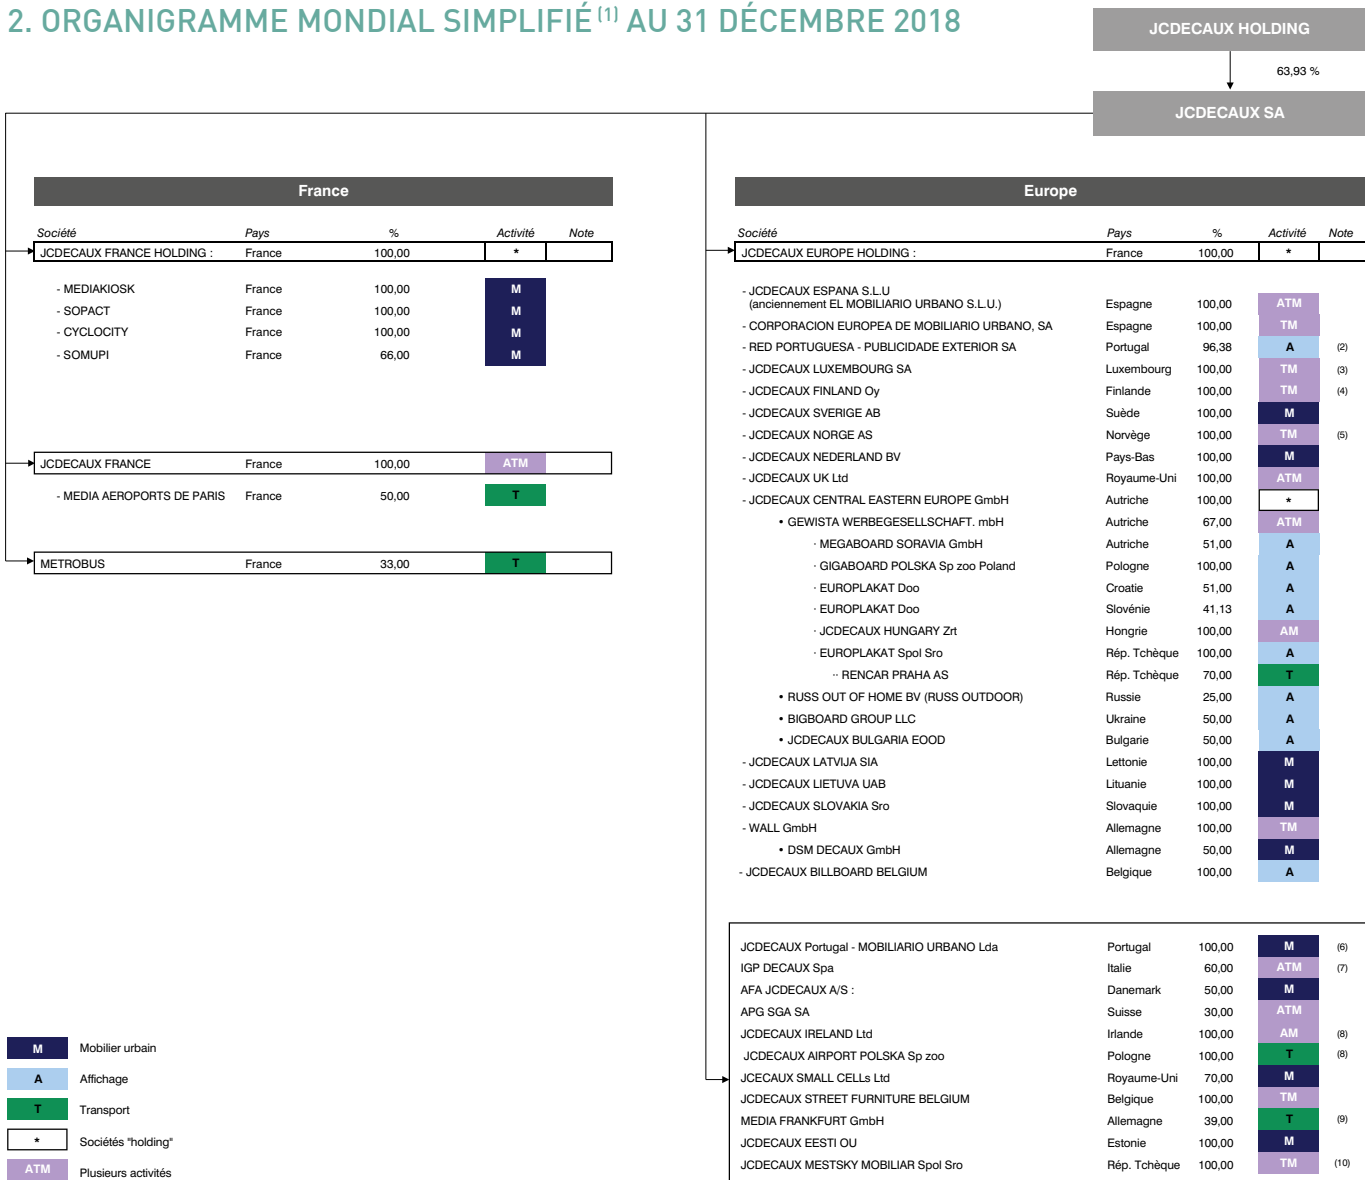 2. ORGANIGRAMME MONDIAL SIMPLIFIÉ (1) AU 31 DÉCEMBRE 2018
JCDECAUX HOLDING
63,93 %
JCDECAUX SA
France
Société Pays % Activité Note
JCDECAUX FRANCE HOLDING : France 100,00 *
- MEDIAKIOSK France 100,00 M
- SOPACT France 100,00 M
- CYCLOCITY France 100,00 M
- SOMUPI France 66,00 M
JCDECAUX FRANCE France 100,00 ATM
- MEDIA AEROPORTS DE PARIS France 50,00 T
METROBUS France 33,00 T
Europe
Société Pays % Activité Note
JCDECAUX EUROPE HOLDING : France 100,00 *
- JCDECAUX ESPANA S.L.U
(anciennement EL MOBILIARIO URBANO S.L.U.) Espagne 100,00 ATM
- CORPORACION EUROPEA DE MOBILIARIO URBANO, SA Espagne 100,00 TM
- RED PORTUGUESA - PUBLICIDADE EXTERIOR SA Portugal 96,38 A (2)
- JCDECAUX LUXEMBOURG SA Luxembourg 100,00 TM (3)
- JCDECAUX FINLAND Oy Finlande 100,00 TM (4)
- JCDECAUX SVERIGE AB Suède 100,00 M
- JCDECAUX NORGE AS Norvège 100,00 TM (5)
- JCDECAUX NEDERLAND BV Pays-Bas 100,00 M
- JCDECAUX UK Ltd Royaume-Uni 100,00 ATM
- JCDECAUX CENTRAL EASTERN EUROPE GmbH Autriche 100,00 *
• GEWISTA WERBEGESELLSCHAFT. mbH Autriche 67,00 ATM
· MEGABOARD SORAVIA GmbH Autriche 51,00 A
· GIGABOARD POLSKA Sp zoo Poland Pologne 100,00 A
· EUROPLAKAT Doo Croatie 51,00 A
· EUROPLAKAT Doo Slovénie 41,13 A
· JCDECAUX HUNGARY Zrt Hongrie 100,00 AM
· EUROPLAKAT Spol Sro Rép. Tchèque 100,00 A
·· RENCAR PRAHA AS Rép. Tchèque 70,00 T
• RUSS OUT OF HOME BV (RUSS OUTDOOR) Russie 25,00 A
• BIGBOARD GROUP LLC Ukraine 50,00 A
• JCDECAUX BULGARIA EOOD Bulgarie 50,00 A
- JCDECAUX LATVIJA SIA Lettonie 100,00 M
- JCDECAUX LIETUVA UAB Lituanie 100,00 M
- JCDECAUX SLOVAKIA Sro Slovaquie 100,00 M
- WALL GmbH Allemagne 100,00 TM
• DSM DECAUX GmbH Allemagne 50,00 M
- JCDECAUX BILLBOARD BELGIUM Belgique 100,00 A
JCDECAUX Portugal - MOBILIARIO URBANO Lda Portugal 100,00 M (6)
IGP DECAUX Spa Italie 60,00 ATM (7)
AFA JCDECAUX A/S : Danemark 50,00 M
APG SGA SA Suisse 30,00 ATM
JCDECAUX IRELAND Ltd Irlande 100,00 AM (8)
JCDECAUX AIRPORT POLSKA Sp zoo Pologne 100,00 T (8)
JCECAUX SMALL CELLs Ltd Royaume-Uni 70,00 M
JCDECAUX STREET FURNITURE BELGIUM Belgique 100,00 TM
MEDIA FRANKFURT GmbH Allemagne 39,00 T (9)
JCDECAUX EESTI OU Estonie 100,00 M
JCDECAUX MESTSKY MOBILIAR Spol Sro Rép. Tchèque 100,00 TM (10)
M Mobilier urbain
A Affichage
T Transport
* Sociétés "holding"
ATM Plusieurs activités